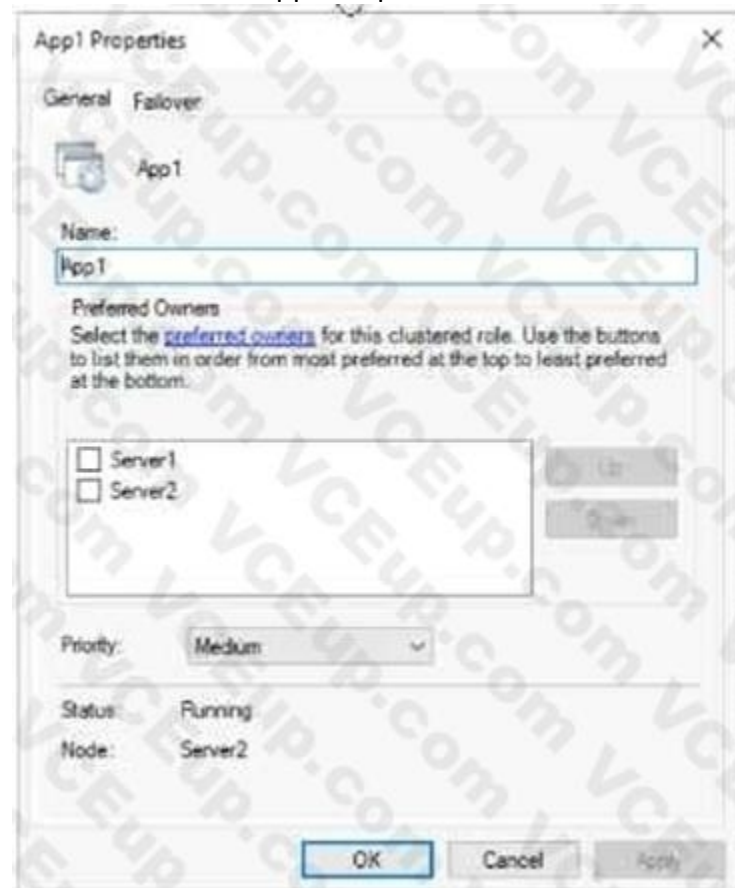 App1 Properties
General Failover
App1
Name:
App1
Preferred Owners
Select the preferred owners for this clustered role. Use the buttons
to list them in order from most preferred at the top to least preferred
at the bottom.
Server1
Up
Server2
Priority: Medium
Status: Running
Node: Server2
OK Cancel Apply
VCEup.com